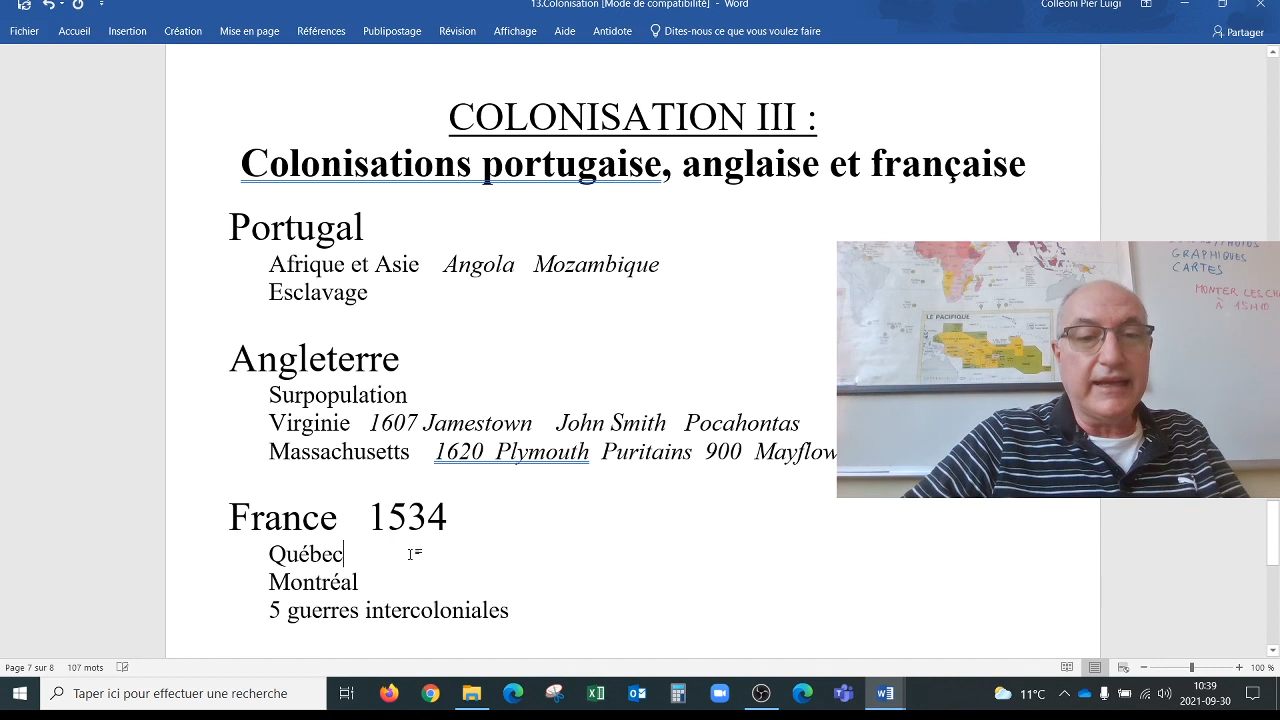 13.Colonisation [Mode de compatibilité] - Word
Colleoni Pier Luigi
Fichier Accueil Insertion Création Mise en page Références Publipostage Révision Affichage Aide Antidote Dites-nous ce que vous voulez faire Partager
COLONISATION III :
Colonisations portugaise, anglaise et française
Portugal
Afrique et Asie Angola Mozambique
Esclavage
GRAPHIQUES
CARTES
MONTER LES
À 15H10
LE PACIFIQUE
Angleterre
Surpopulation
Virginie 1607 Jamestown John Smith Pocahontas
Massachusetts 1620 Plymouth Puritains 900 Mayflow
France 1534
Québec
Montréal
5 guerres intercoloniales
Page 7 sur 8 107 mots 100 %
Taper ici pour effectuer une recherche
11°C
10:39
2021-09-30